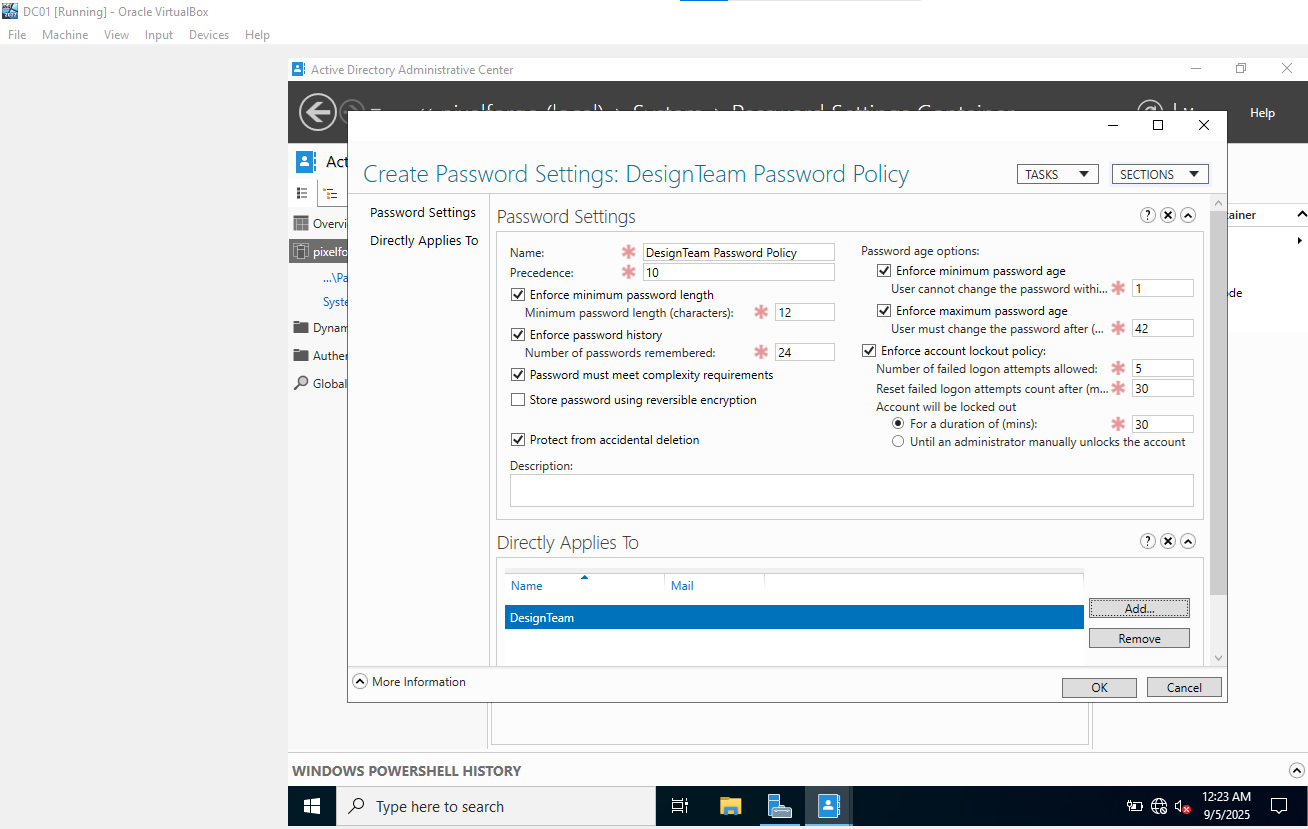 DC01 [Running] - Oracle VirtualBox
File Machine View Input Devices Help
Active Directory Administrative Center
Help
Create Password Settings: DesignTeam Password Policy
TASKS
SECTIONS
Overvi
pixelfo
...\Pa
Syste
Dynam
Auther
Global
Password Settings
Directly Applies To
Password Settings
Name: * DesignTeam Password Policy
Precedence: * 10
Enforce minimum password length
Minimum password length (characters): * 12
Enforce password history
Number of passwords remembered: * 24
Password must meet complexity requirements
Store password using reversible encryption
Protect from accidental deletion
Password age options:
Enforce minimum password age
User cannot change the password withi... * 1
Enforce maximum password age
User must change the password after (... * 42
Enforce account lockout policy:
Number of failed logon attempts allowed: * 5
Reset failed logon attempts count after (m... * 30
Account will be locked out
For a duration of (mins): * 30
Until an administrator manually unlocks the account
Description:
Directly Applies To
Name Mail
DesignTeam
Add...
Remove
More Information
OK
Cancel
WINDOWS POWERSHELL HISTORY
Type here to search
12:23 AM
9/5/2025